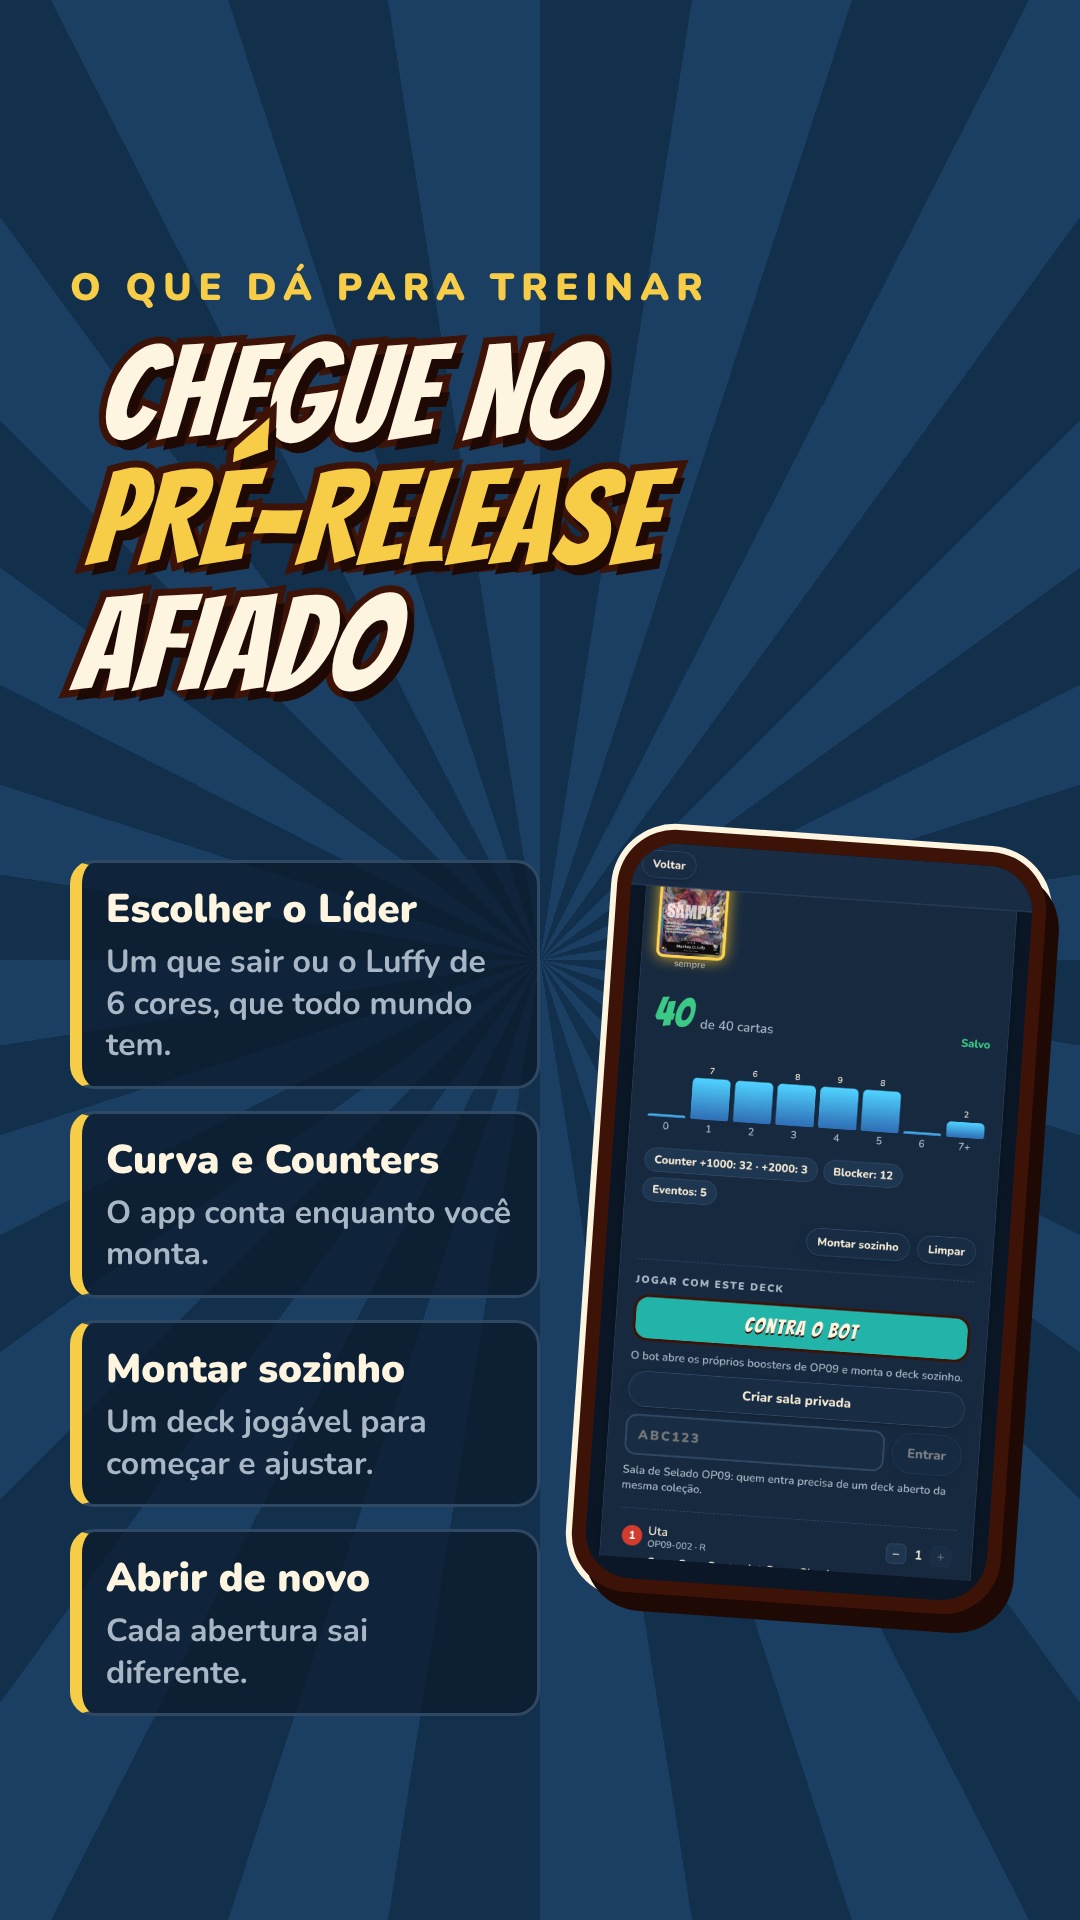 O QUE DÁ PARA TREINAR
CHEGUE NO
PRÉ-RELEASE
AFIADO
Escolher o Líder
Um que sair ou o Luffy de
6 cores, que todo mundo
tem.
Curva e Counters
O app conta enquanto você
monta.
Montar sozinho
Um deck jogável para
começar e ajustar.
Abrir de novo
Cada abertura sai
diferente.
Voltar
SAMPLE
sempre
40 de 40 cartas
Salvo
7 6 8 9 8 2
0 1 2 3 4 5 6 7+
Counter +1000: 32 · +2000: 3
Blocker: 12
Eventos: 5
Montar sozinho
Limpar
JOGAR COM ESTE DECK
CONTRA O BOT
O bot abre os próprios boosters de OP09 e monta o deck sozinho.
Criar sala privada
ABC123
Entrar
Sala de Selado OP09: quem entra precisa de um deck aberto da
mesma coleção.
1 Uta
OP09-002 · R
− 1 +